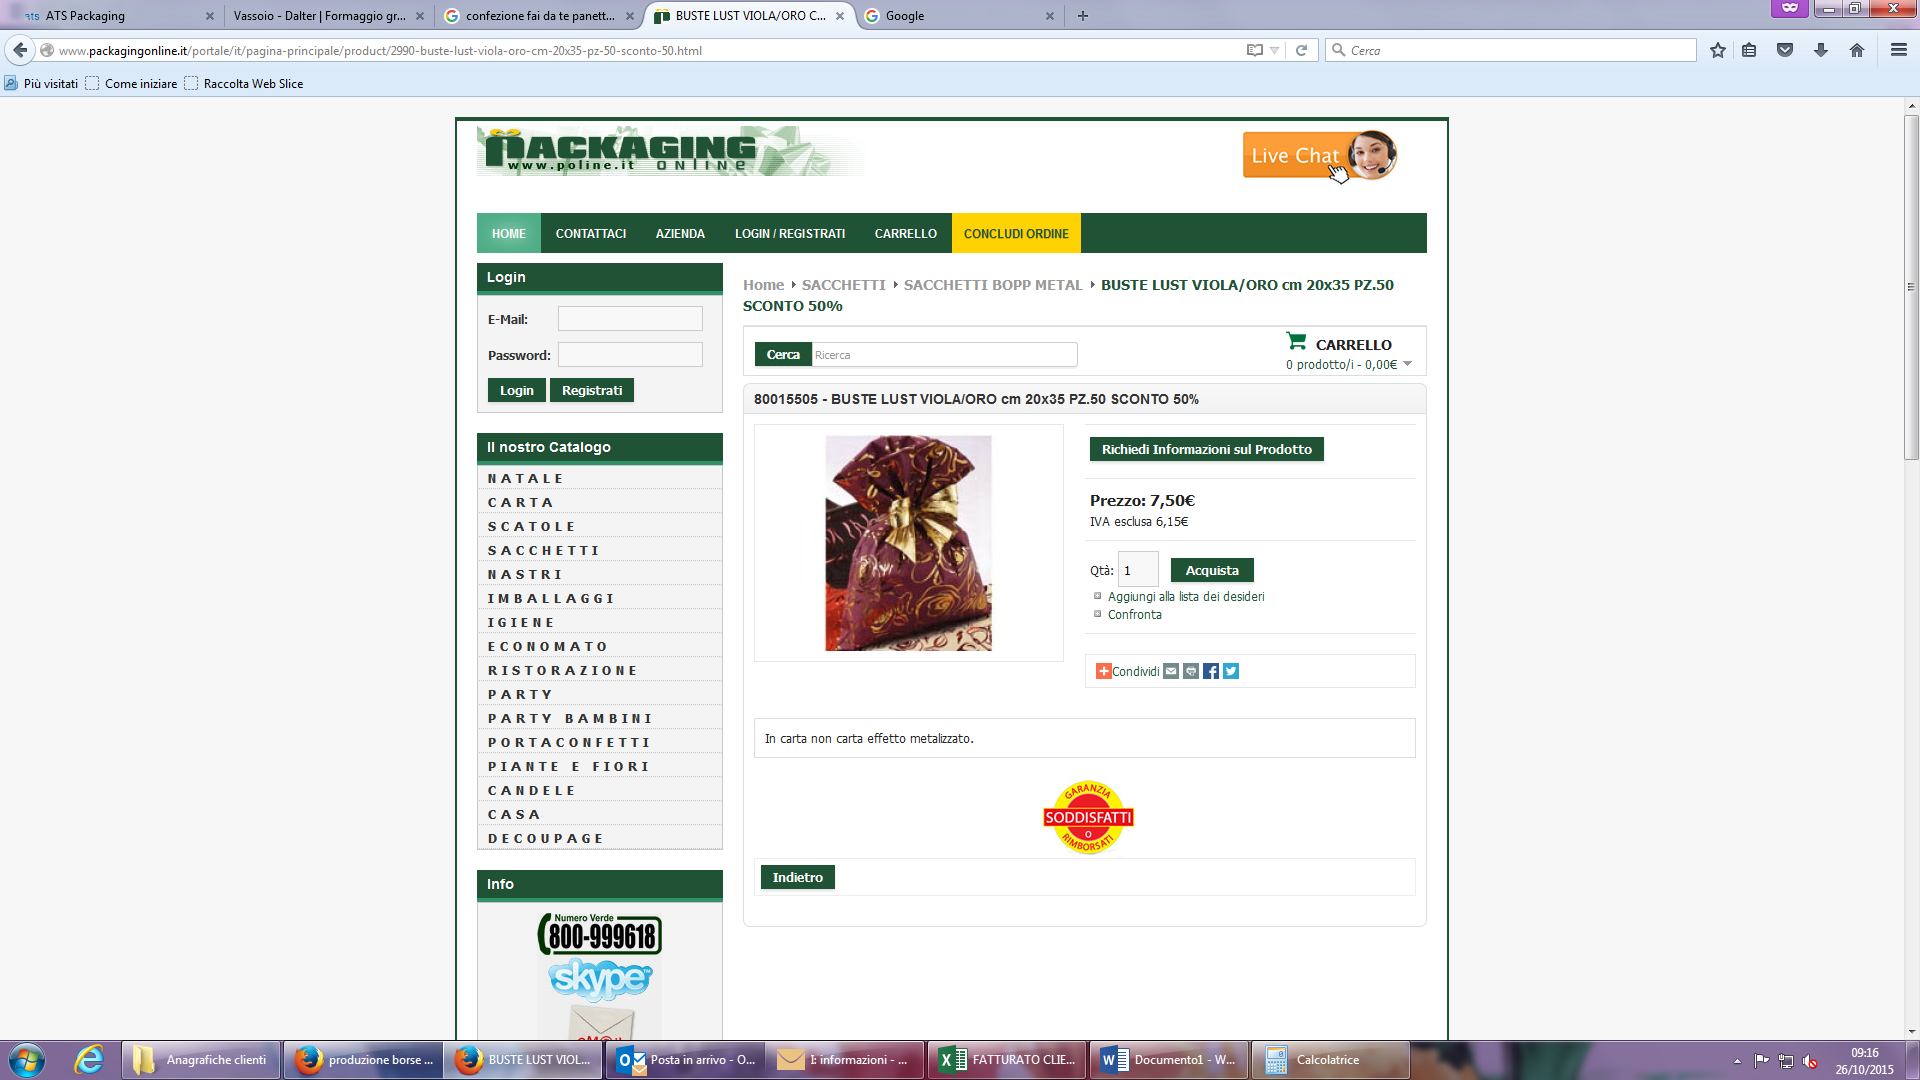 ats ATS Packaging
Vassoio - Dalter | Formaggio gr...
confezione fai da te panett...
BUSTE LUST VIOLA/ORO C...
Google
www.packagingonline.it/portale/it/pagina-principale/product/2990-buste-lust-viola-oro-cm-20x35-pz-50-sconto-50.html
Cerca
Più visitati
Come iniziare
Raccolta Web Slice
PACKAGING
www.poline.it ONLINE
Live Chat
HOME
CONTATTACI
AZIENDA
LOGIN / REGISTRATI
CARRELLO
CONCLUDI ORDINE
Login
E-Mail:
Password:
Login
Registrati
Il nostro Catalogo
NATALE
CARTA
SCATOLE
SACCHETTI
NASTRI
IMBALLAGGI
IGIENE
ECONOMATO
RISTORAZIONE
PARTY
PARTY BAMBINI
PORTACONFETTI
PIANTE E FIORI
CANDELE
CASA
DECOUPAGE
Info
Numero Verde
800-999618
skype
Home SACCHETTI SACCHETTI BOPP METAL BUSTE LUST VIOLA/ORO cm 20x35 PZ.50
SCONTO 50%
Cerca
Ricerca
CARRELLO
0 prodotto/i - 0,00€
80015505 - BUSTE LUST VIOLA/ORO cm 20x35 PZ.50 SCONTO 50%
Richiedi Informazioni sul Prodotto
Prezzo: 7,50€
IVA esclusa 6,15€
Qtà: 1
Acquista
Aggiungi alla lista dei desideri
Confronta
Condividi
In carta non carta effetto metalizzato.
GARANZIA
SODDISFATTI
O
RIMBORSATI
Indietro
Anagrafiche clienti
produzione borse ...
BUSTE LUST VIOL...
Posta in arrivo - O...
I: informazioni - ...
FATTURATO CLIE...
Documento1 - W...
Calcolatrice
09:16
26/10/2015